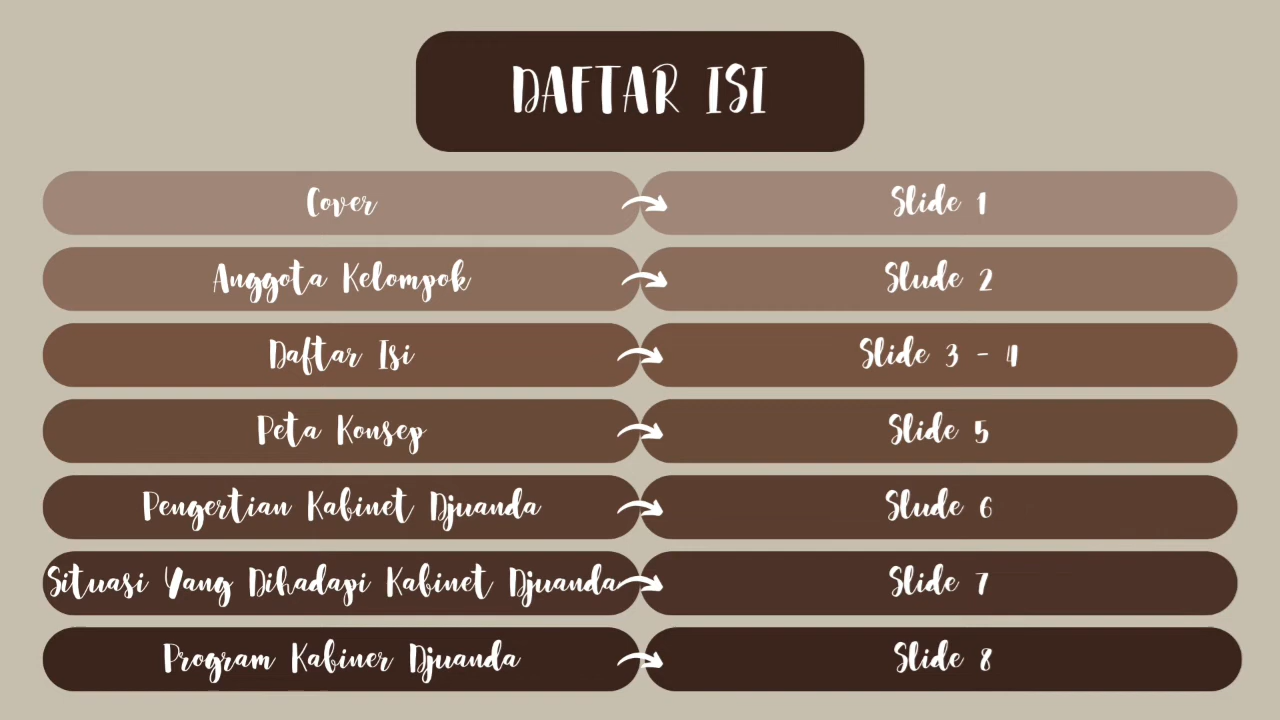 DAFTAR ISI
Cover Slide 1
Anggota Kelompok Slude 2
Daftar Isi Slide 3 - 4
Peta Konsep Slide 5
Pengertian Kabinet Djuanda Slude 6
Situasi Yang Dihadapi Kabinet Djuanda Slide 7
Program Kabiner Djuanda Slide 8